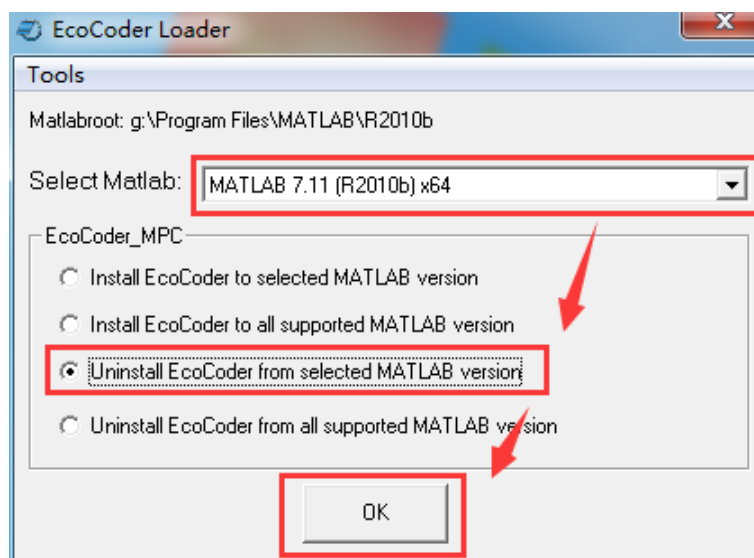 EcoCoder Loader
Tools
Matlabroot: g:\Program Files\MATLAB\R2010b
Select Matlab: MATLAB 7.11 (R2010b) x64
EcoCoder_MPC
Install EcoCoder to selected MATLAB version
Install EcoCoder to all supported MATLAB version
Uninstall EcoCoder from selected MATLAB version
Uninstall EcoCoder from all supported MATLAB version
OK